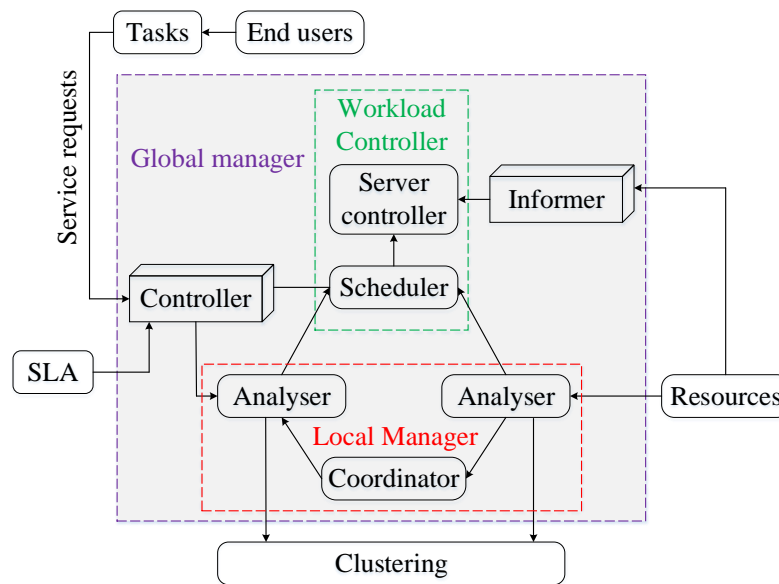 Tasks
End users
Service requests
Workload
Controller
Global manager
Server
controller
Informer
Controller
Scheduler
SLA
Analyser
Analyser
Resources
Local Manager
Coordinator
Clustering